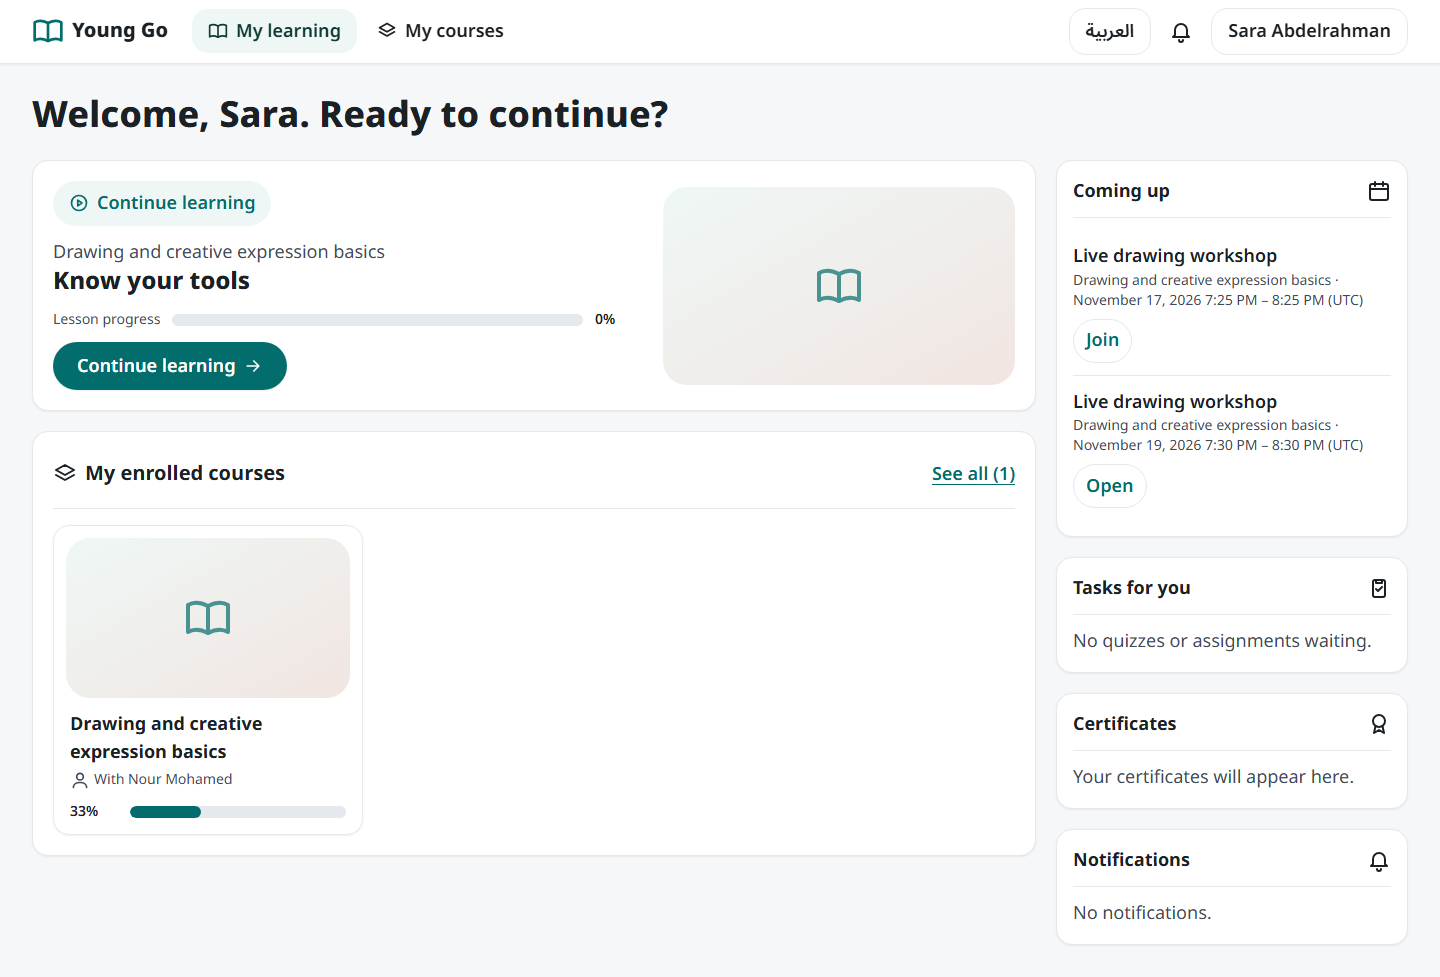 Young Go
My learning
My courses
العربية
Sara Abdelrahman
Welcome, Sara. Ready to continue?
Continue learning
Drawing and creative expression basics
Know your tools
Lesson progress
0%
Continue learning
My enrolled courses
See all (1)
Drawing and creative
expression basics
With Nour Mohamed
33%
Coming up
Live drawing workshop
Drawing and creative expression basics ·
November 17, 2026 7:25 PM – 8:25 PM (UTC)
Join
Live drawing workshop
Drawing and creative expression basics ·
November 19, 2026 7:30 PM – 8:30 PM (UTC)
Open
Tasks for you
No quizzes or assignments waiting.
Certificates
Your certificates will appear here.
Notifications
No notifications.